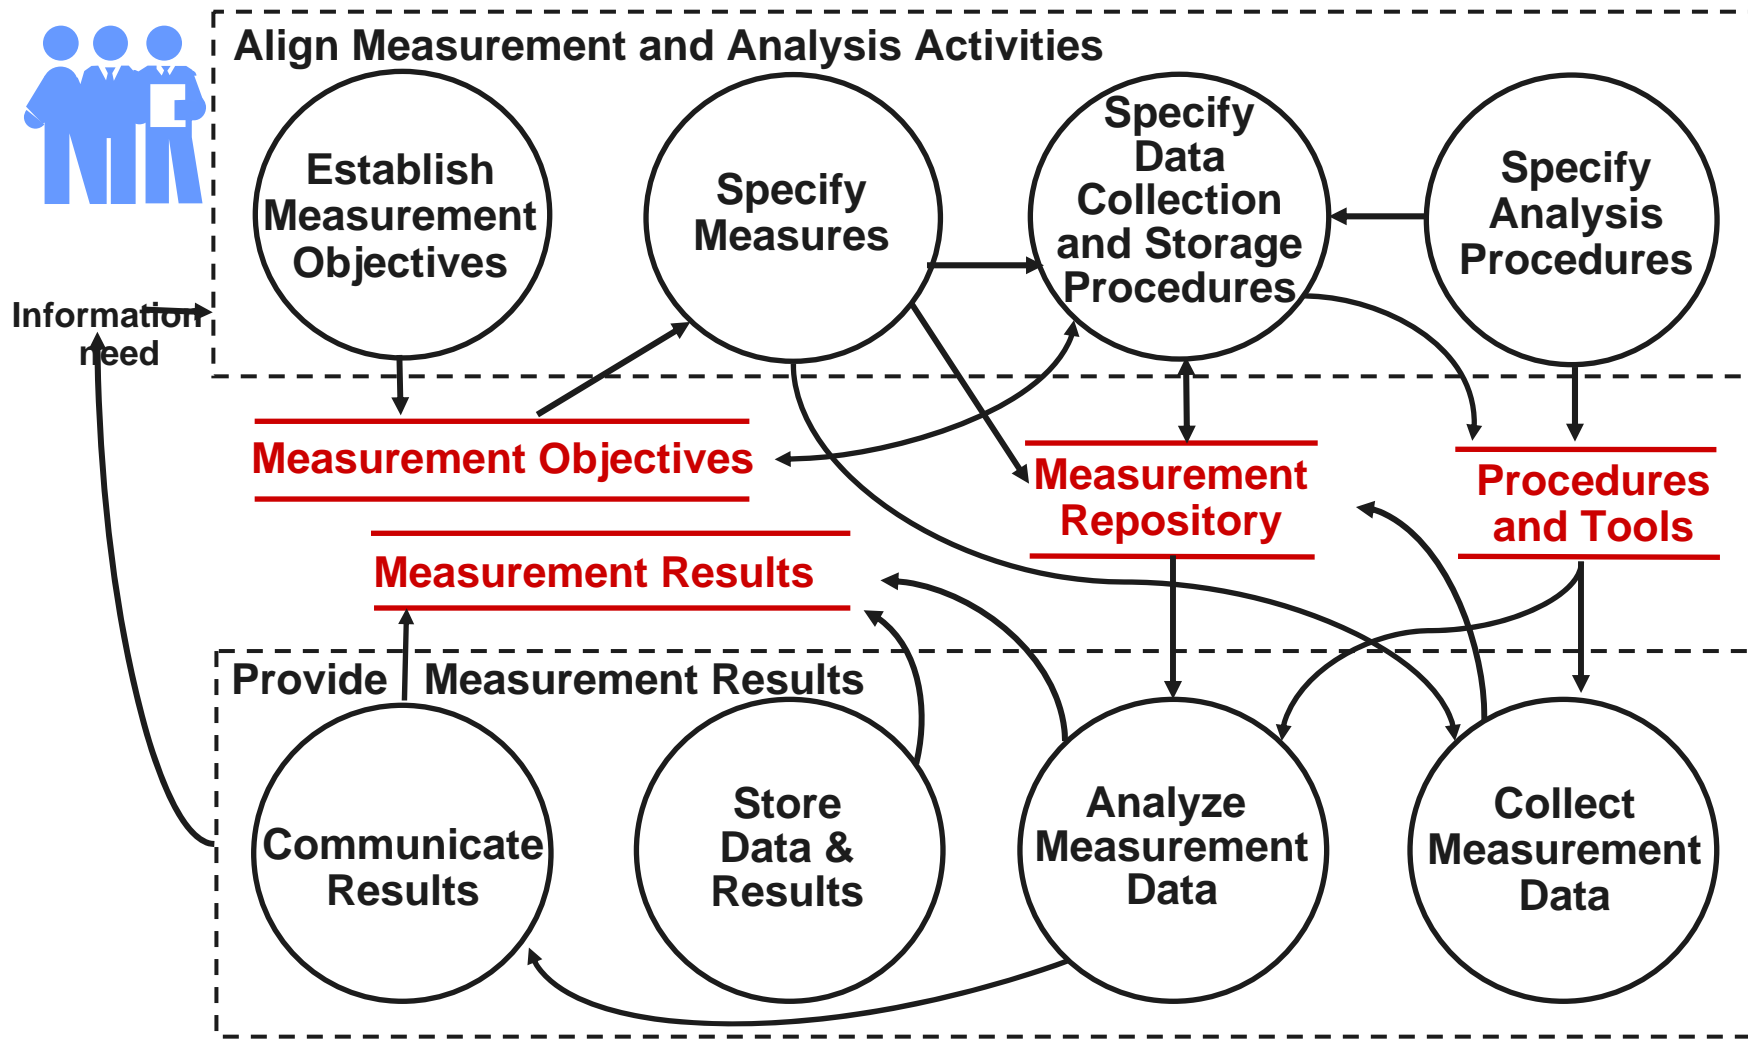 Align Measurement and Analysis Activities
Establish
Measurement
Objectives
Specify
Measures
Specify
Data
Collection
and Storage
Procedures
Specify
Analysis
Procedures
Information
need
Measurement Objectives
Measurement
Repository
Procedures
and Tools
Measurement Results
Provide Measurement Results
Communicate
Results
Store
Data &
Results
Analyze
Measurement
Data
Collect
Measurement
Data